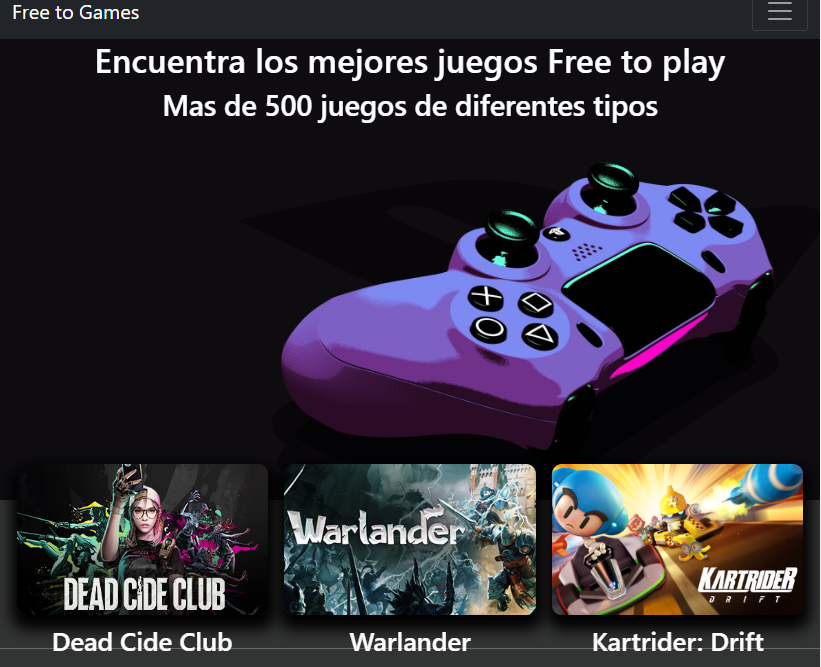 Free to Games
Encuentra los mejores juegos Free to play
Mas de 500 juegos de diferentes tipos
DEAD CIDE CLUB
Warlander
KARTRIDER
DRIFT
Dead Cide Club
Warlander
Kartrider: Drift